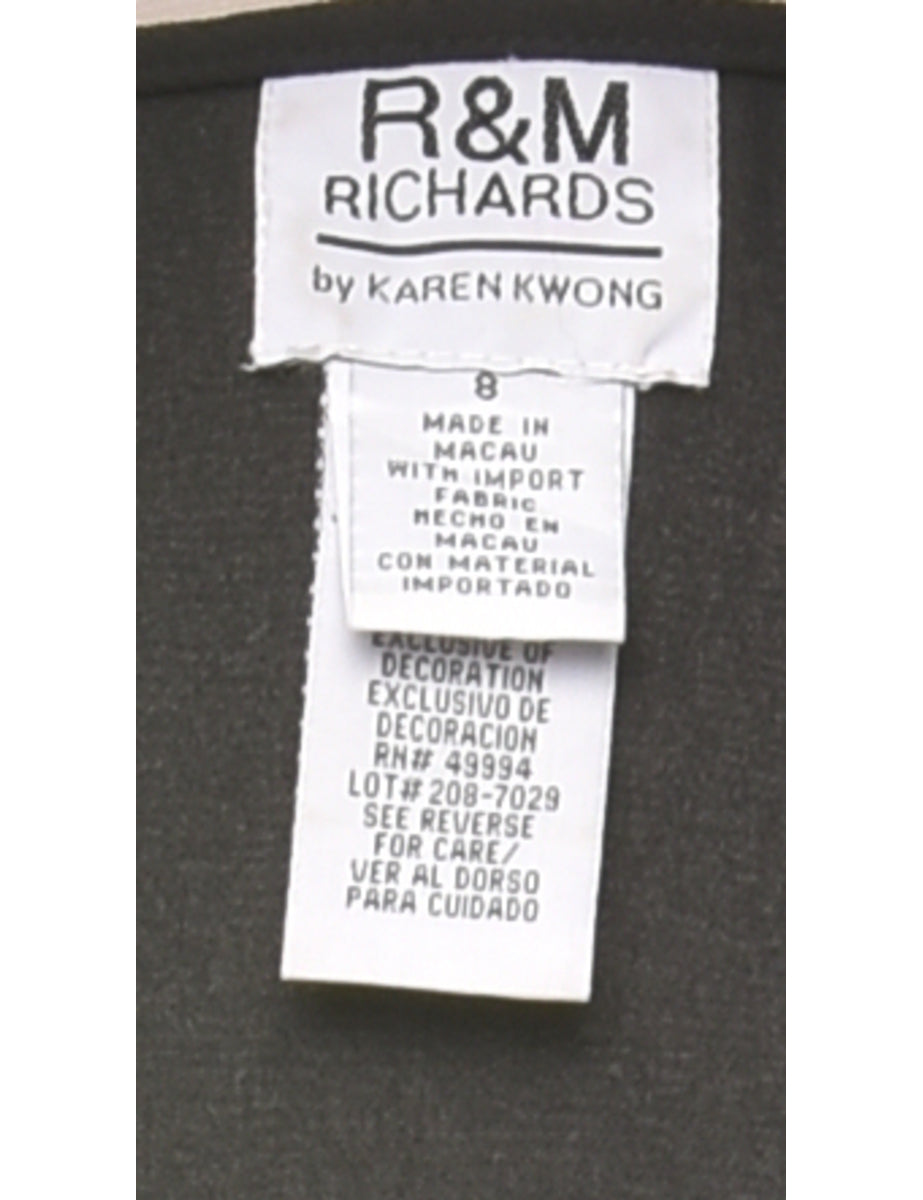 R&M
RICHARDS
by KAREN KWONG
8
MADE IN
MACAU
WITH IMPORT
FABRIC
HECHO EN
MACAU
CON MATERIAL
IMPORTADO
EXCLUSIVE OF
DECORATION
EXCLUSIVO DE
DECORACION
RN# 49994
LOT# 208-7029
SEE REVERSE
FOR CARE/
VER AL DORSO
PARA CUIDADO